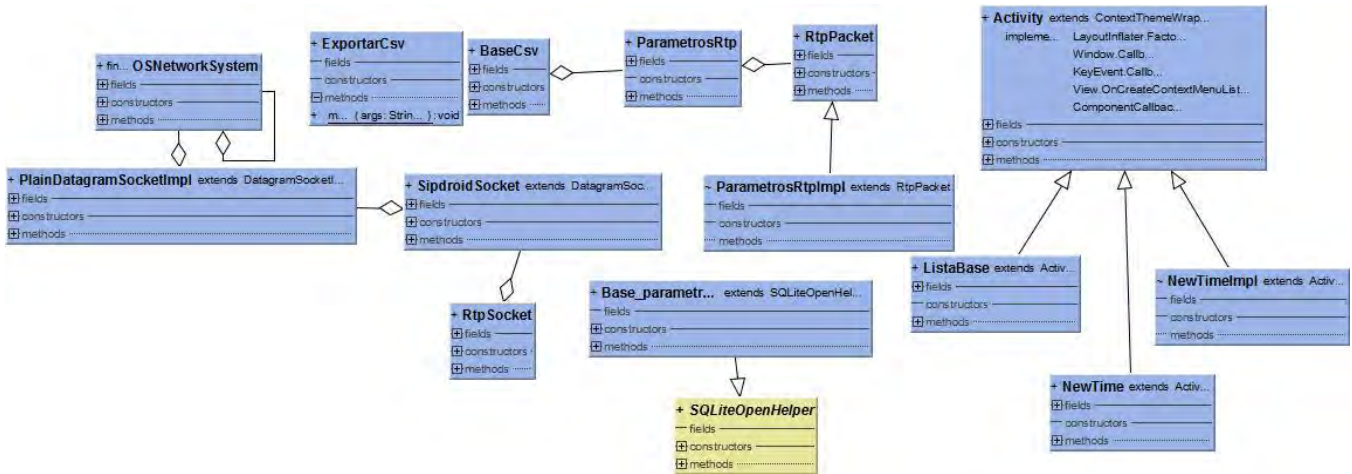 + fin... OSNetworkSystem
fields
constructors
methods
+ ExportarCsv
fields
constructors
methods
+ m... ( args: Strin... ) : void
+ BaseCsv
fields
constructors
methods
+ ParametrosRtp
fields
constructors
methods
+ RtpPacket
fields
constructors
methods
+ Activity extends ContextThemeWrap...
impleme... LayoutInflater.Facto...
Window.Callb...
KeyEvent.Callb...
View.OnCreateContextMenuList...
ComponentCallbac...
fields
constructors
methods
+ PlainDatagramSocketImpl extends DatagramSocketI...
fields
constructors
methods
+ SipdroidSocket extends DatagramSoc...
fields
constructors
methods
~ ParametrosRtpImpl extends RtpPacket
fields
constructors
methods
+ RtpSocket
fields
constructors
methods
+ Base_parametr... extends SQLiteOpenHel...
fields
constructors
methods
+ ListaBase extends Activ...
fields
constructors
methods
~ NewTimeImpl extends Activ...
fields
constructors
methods
+ NewTime extends Activ...
fields
constructors
methods
+ SQLiteOpenHelper
fields
constructors
methods